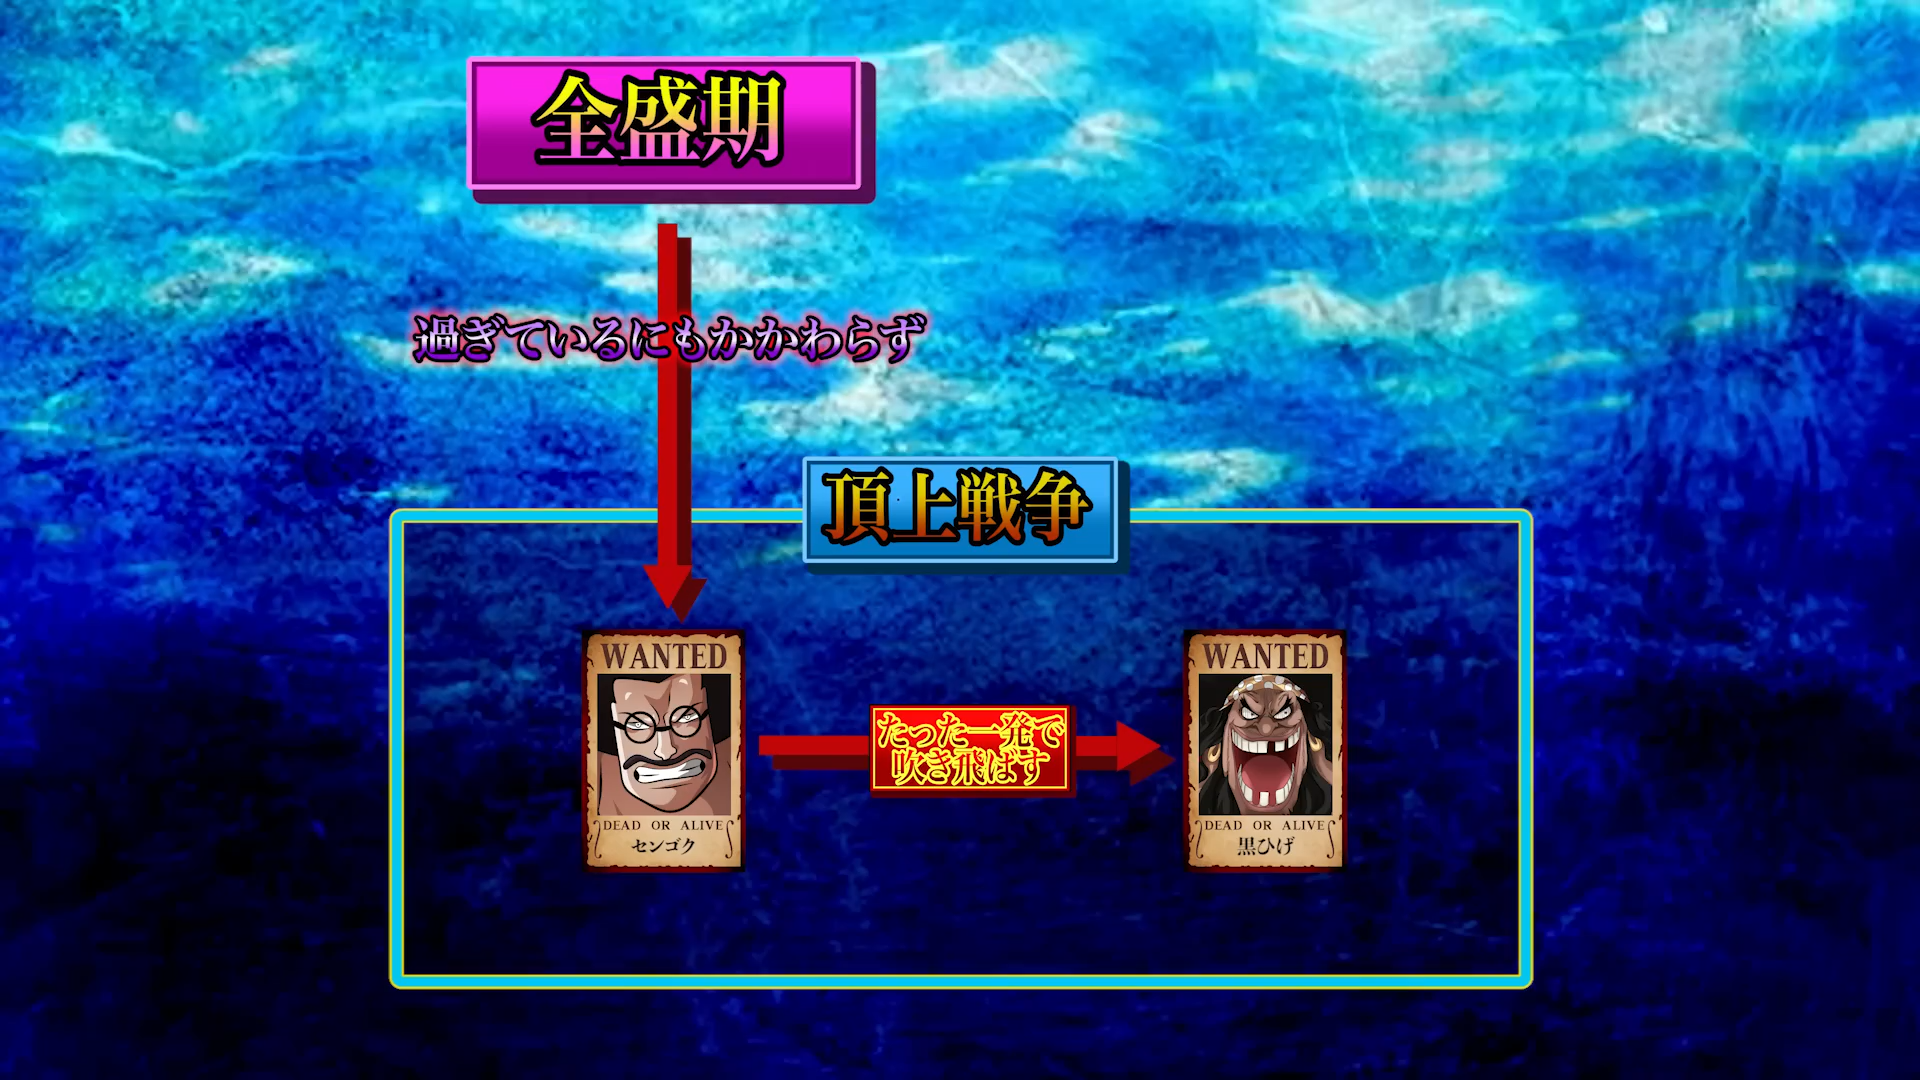 全盛期
過ぎているにもかかわらず
頂上戦争
WANTED
DEAD OR ALIVE
センゴク
たった一発で
吹き飛ばす
WANTED
DEAD OR ALIVE
黒ひげ